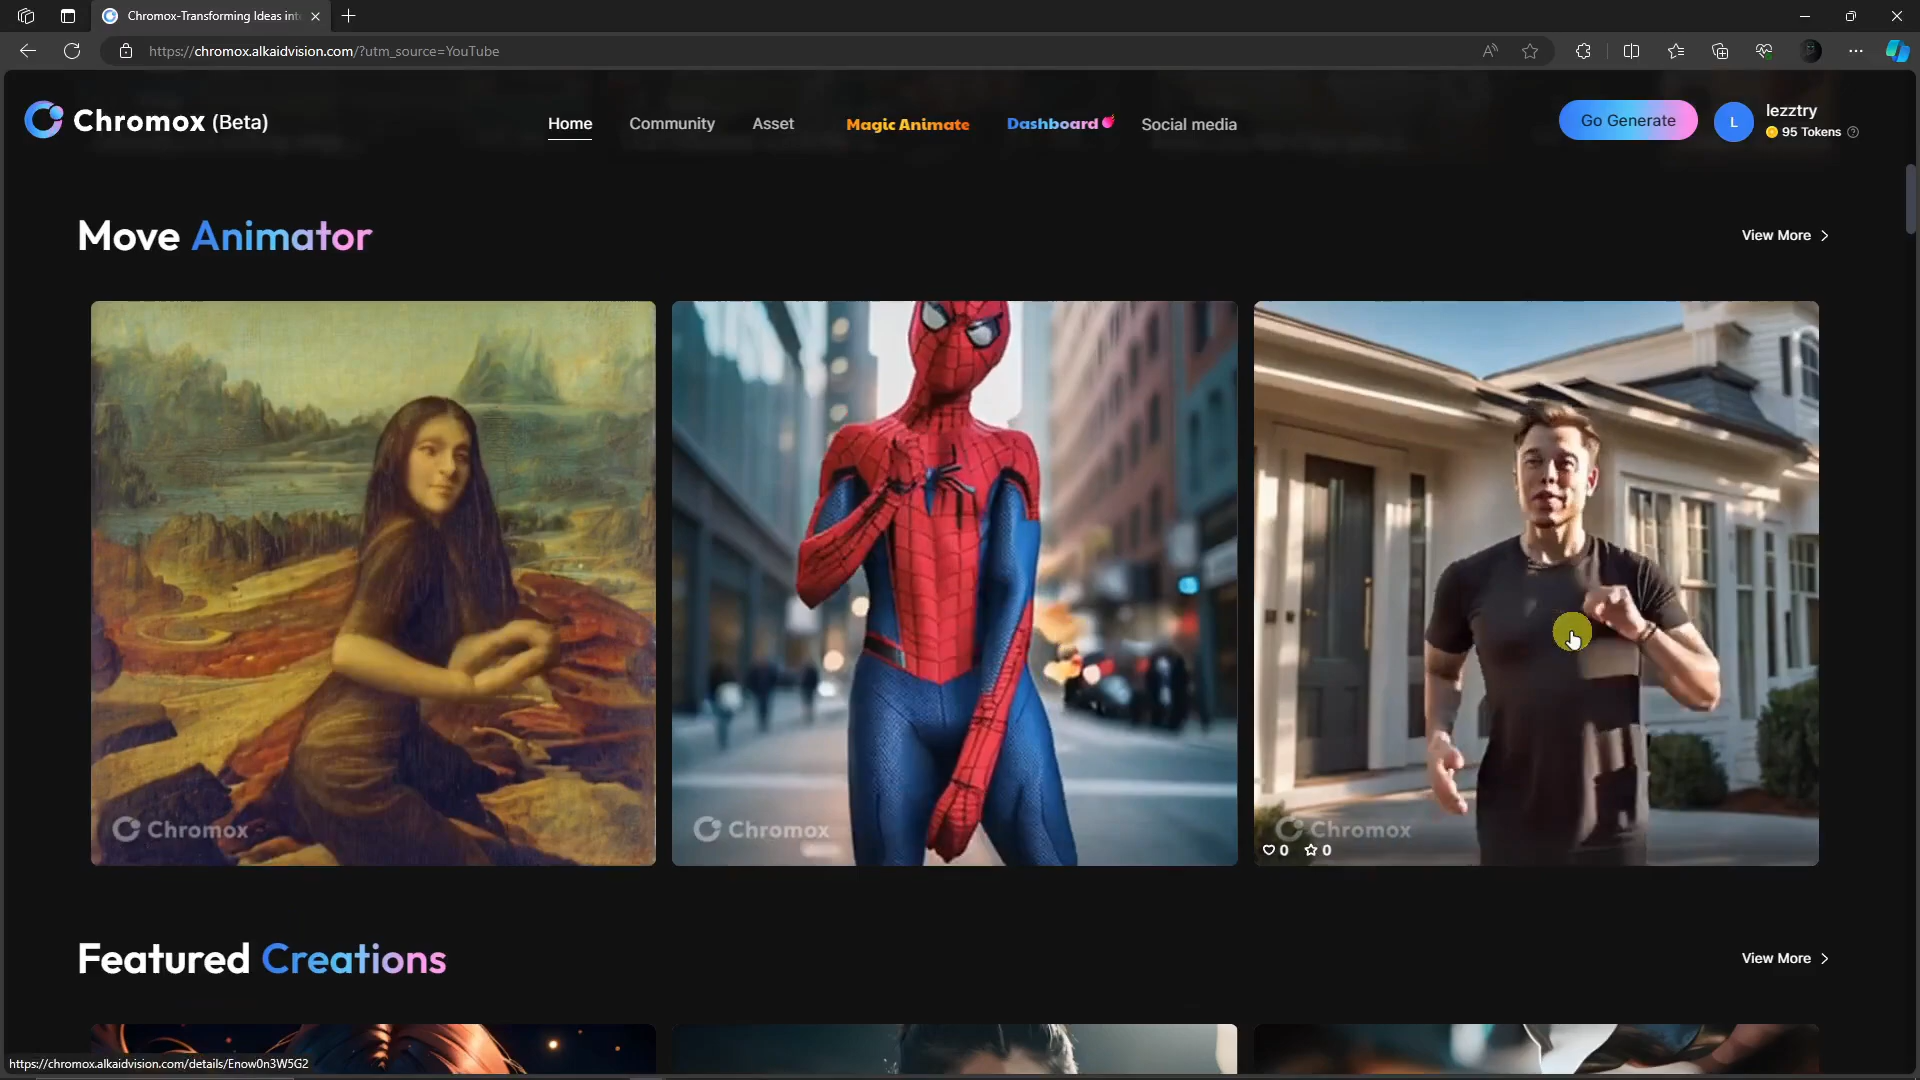 Chromox-Transforming Ideas int
https://chromox.alkaidvision.com/?utm_source=YouTube
Chromox (Beta)
Home
Community
Asset
Magic Animate
Dashboard
Social media
Go Generate
L
lezztry
95 Tokens
Move Animator
View More
Chromox
Chromox
Chromox
0
0
Featured Creations
View More
https://chromox.alkaidvision.com/details/Enow0n3W5G2